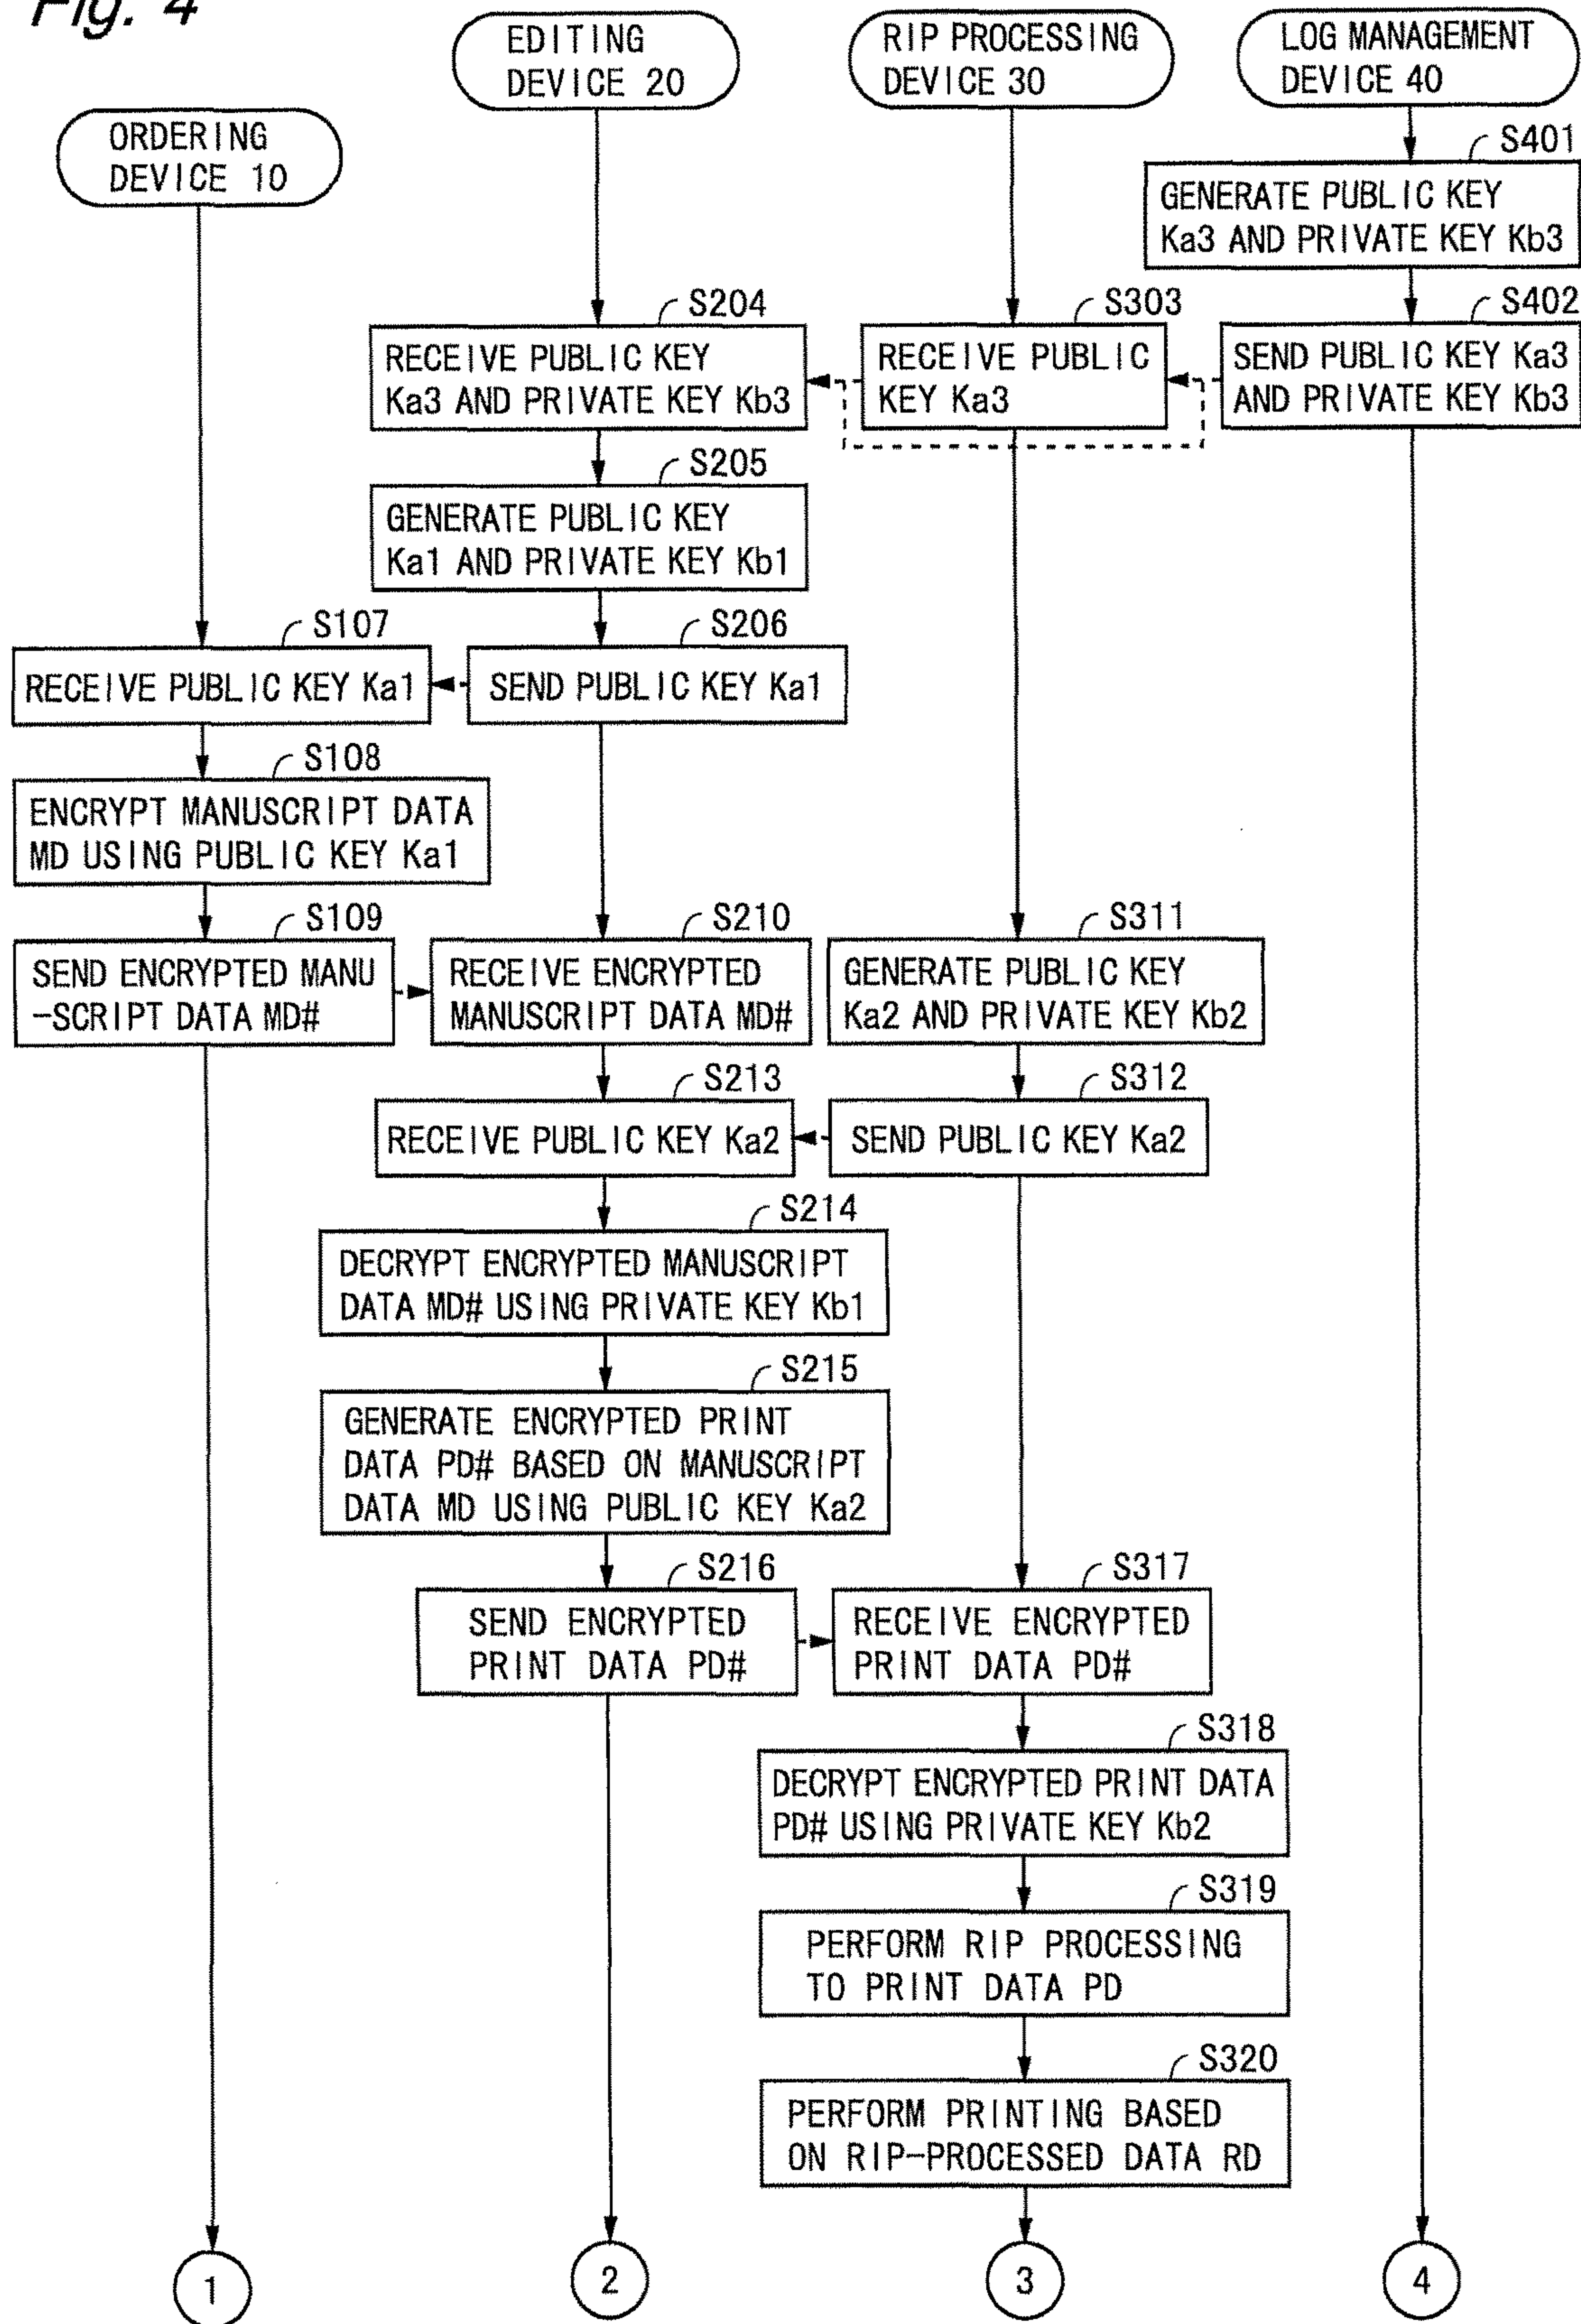 Fig. 4
EDITING
DEVICE 20
RIP PROCESSING
DEVICE 30
LOG MANAGEMENT
DEVICE 40
ORDERING
DEVICE 10
S401
GENERATE PUBLIC KEY
Ka3 AND PRIVATE KEY Kb3
S204
RECEIVE PUBLIC KEY
Ka3 AND PRIVATE KEY Kb3
S303
RECEIVE PUBLIC
KEY Ka3
S402
SEND PUBLIC KEY Ka3
AND PRIVATE KEY Kb3
S205
GENERATE PUBLIC KEY
Ka1 AND PRIVATE KEY Kb1
S107
RECEIVE PUBLIC KEY Ka1
S206
SEND PUBLIC KEY Ka1
S108
ENCRYPT MANUSCRIPT DATA
MD USING PUBLIC KEY Ka1
S109
SEND ENCRYPTED MANU
-SCRIPT DATA MD#
S210
RECEIVE ENCRYPTED
MANUSCRIPT DATA MD#
S311
GENERATE PUBLIC KEY
Ka2 AND PRIVATE KEY Kb2
S213
RECEIVE PUBLIC KEY Ka2
S312
SEND PUBLIC KEY Ka2
S214
DECRYPT ENCRYPTED MANUSCRIPT
DATA MD# USING PRIVATE KEY Kb1
S215
GENERATE ENCRYPTED PRINT
DATA PD# BASED ON MANUSCRIPT
DATA MD USING PUBLIC KEY Ka2
S216
SEND ENCRYPTED
PRINT DATA PD#
S317
RECEIVE ENCRYPTED
PRINT DATA PD#
S318
DECRYPT ENCRYPTED PRINT DATA
PD# USING PRIVATE KEY Kb2
S319
PERFORM RIP PROCESSING
TO PRINT DATA PD
S320
PERFORM PRINTING BASED
ON RIP-PROCESSED DATA RD
1
2
3
4